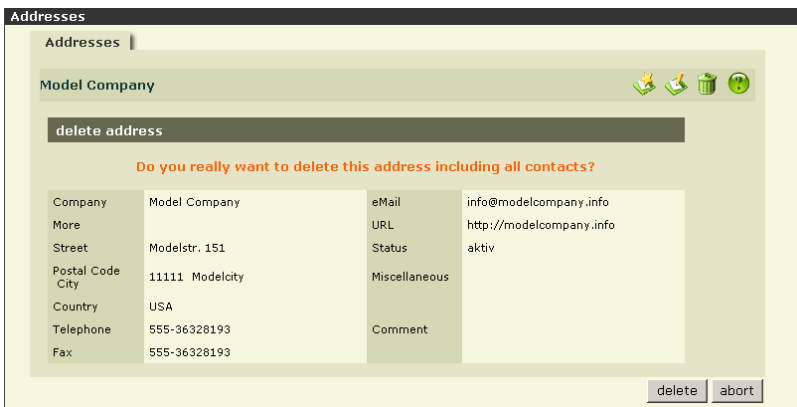 Addresses
Addresses
Model Company
delete address
Do you really want to delete this address including all contacts?
Company Model Company eMail info@modelcompany.info
More URL http://modelcompany.info
Street Modelstr. 151 Status aktiv
Postal Code
City 11111 Modelcity Miscellaneous
Country USA
Telephone 555-36328193 Comment
Fax 555-36328193
delete abort